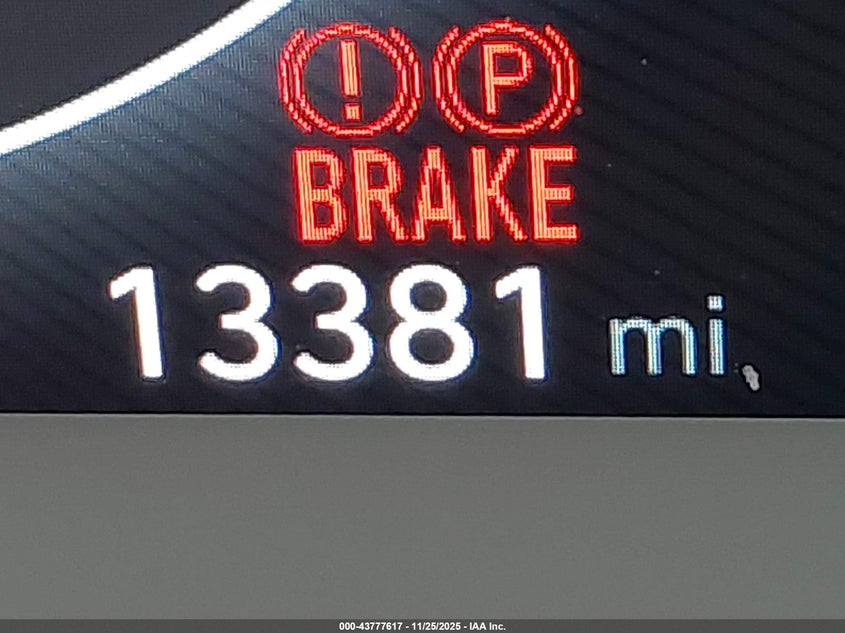 ! P
BRAKE
13381 mi
000-43777617 - 11/25/2025 - IAA Inc.